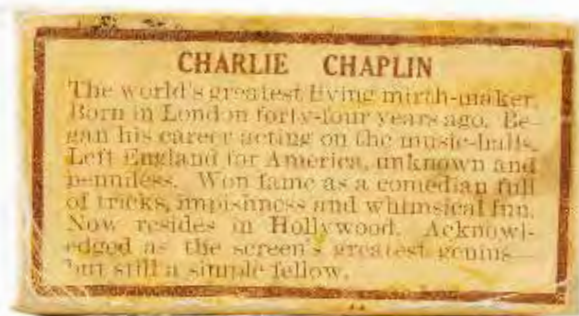 CHARLIE CHAPLIN
The world's greatest living mirth-maker.
Born in London forty-four years ago. Be-
gan his career acting on the music-halls.
Left England for America, unknown and
penniless. Won fame as a comedian full
of tricks, impishness and whimsical fun.
Now resides in Hollywood. Acknowl-
edged as the screen's greatest genius—
but still a simple fellow.